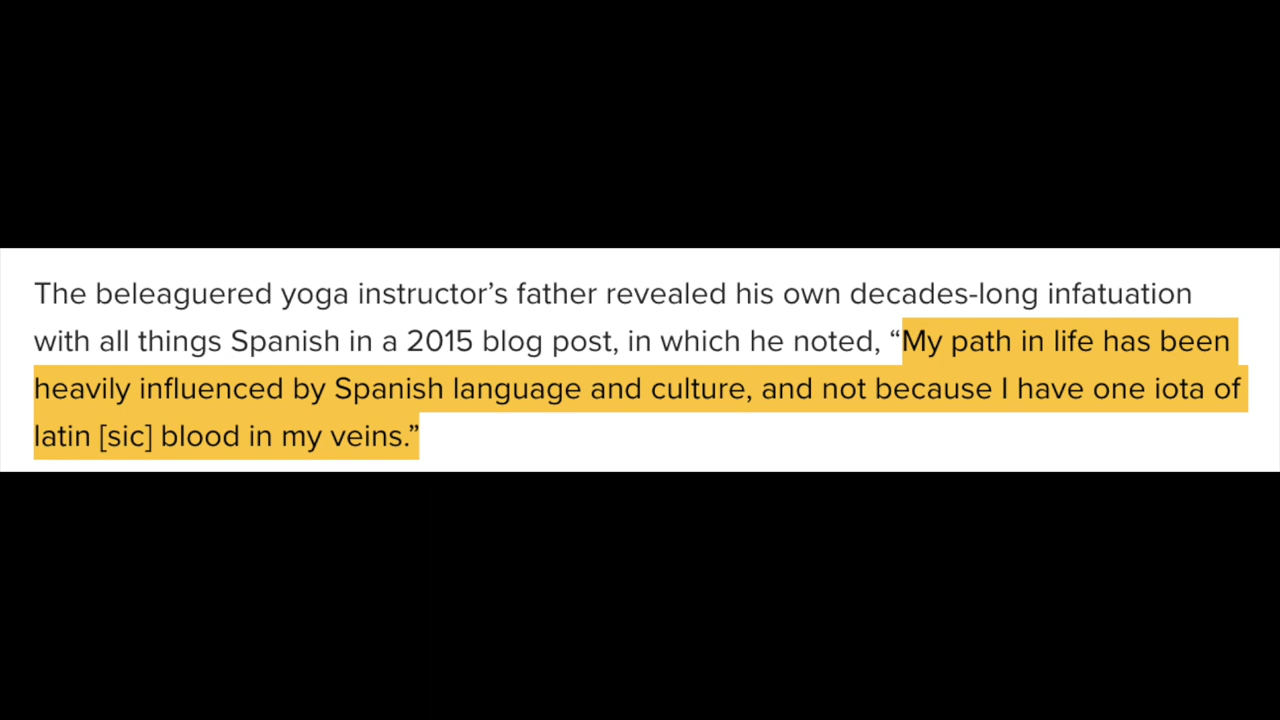 The beleaguered yoga instructor’s father revealed his own decades-long infatuation
with all things Spanish in a 2015 blog post, in which he noted, “My path in life has been
heavily influenced by Spanish language and culture, and not because I have one iota of
latin [sic] blood in my veins.”